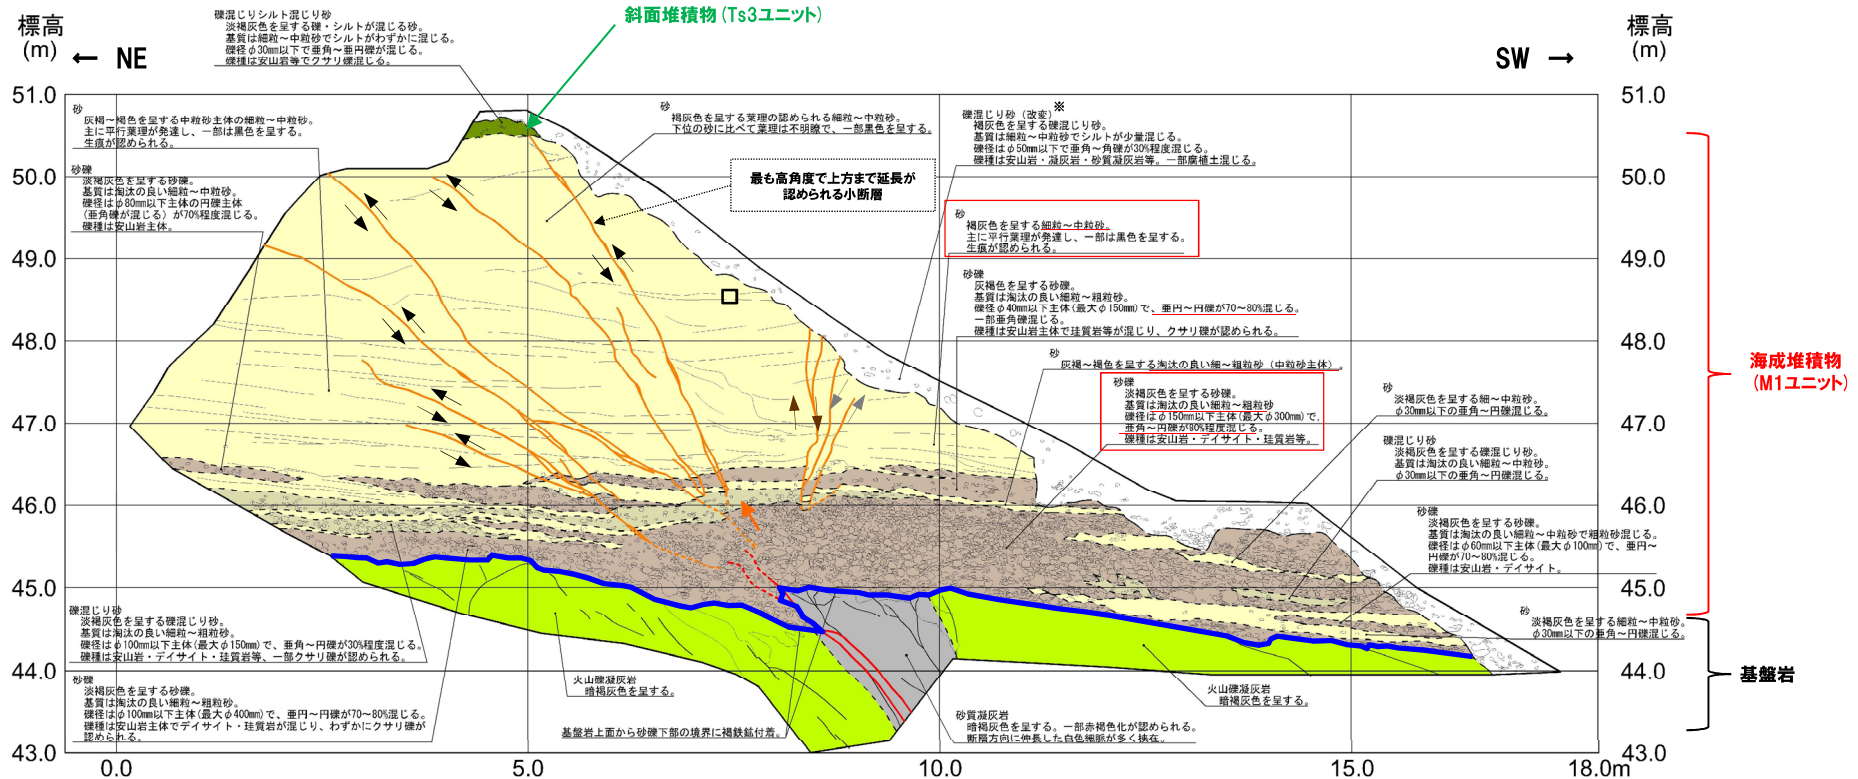 標高
(m)
← NE
礫混じりシルト混じり砂
淡褐灰色を呈する礫・シルトが混じる砂。
基質は細粒～中粒砂でシルトがわずかに混じる。
礫径φ30mm以下で亜角～亜円礫が混じる。
礫種は安山岩等でクサリ礫混じる。
斜面堆積物(Ts3ユニット)
SW →
標高
(m)
51.0
50.0
49.0
48.0
47.0
46.0
45.0
44.0
43.0
砂
灰褐～褐色を呈する中粒砂主体の細粒～中粒砂。
主に平行葉理が発達し、一部は黒色を呈する。
生痕が認められる。
砂礫
淡褐灰色を呈する砂礫。
基質は淘汰の良い細粒～中粒砂。
礫径はφ80mm以下主体の円礫主体
(亜角礫が混じる)が70%程度混じる。
礫種は安山岩主体。
砂
褐灰色を呈する葉理の認められる細粒～中粒砂。
下位の砂に比べて葉理は不明瞭で、一部黒色を呈する。
最も高角度で上方まで延長が
認められる小断層
礫混じり砂(改変)※
褐灰色を呈する礫混じり砂。
基質は細粒～中粒砂でシルトが少量混じる。
礫径はφ50mm以下で亜角～角礫が30%程度混じる。
礫種は安山岩・凝灰岩・砂質凝灰岩等。一部腐植土混じる。
砂
褐灰色を呈する細粒～中粒砂。
主に平行葉理が発達し、一部は黒色を呈する。
生痕が認められる。
砂礫
灰褐色を呈する砂礫。
基質は淘汰の良い細粒～粗粒砂。
礫径φ40mm以下主体(最大φ150mm)で、亜円～円礫が70～80%混じる。
一部亜角礫混じる。
礫種は安山岩主体で珪質岩等が混じり、クサリ礫が認められる。
砂
灰褐～褐色を呈する淘汰の良い細～粗粒砂(中粒砂主体)。
砂礫
淡褐灰色を呈する砂礫。
基質は淘汰の良い細粒～粗粒砂
礫径はφ150mm以下主体(最大φ300mm)で、
亜角～円礫が80%程度混じる。
礫種は安山岩・デイサイト・珪質岩等。
砂
淡褐灰色を呈する細～中粒砂。
φ30mm以下の亜角～円礫混じる。
礫混じり砂
淡褐灰色を呈する礫混じり砂。
基質は淘汰の良い細粒～中粒砂。
φ30mm以下の亜角～円礫混じる。
砂礫
淡褐灰色を呈する砂礫。
基質は淘汰の良い細粒～中粒砂で粗粒砂混じる。
礫径はφ60mm以下主体(最大φ100mm)で、亜円～
円礫が70～80%混じる。
礫種は安山岩・デイサイト。
砂
淡褐灰色を呈する細粒～中粒砂。
φ30mm以下の亜角～円礫混じる。
礫混じり砂
淡褐灰色を呈する礫混じり砂。
基質は淘汰の良い細粒～粗粒砂。
礫径はφ100mm以下主体(最大φ150mm)で、亜角～円礫が30%程度混じる。
礫種は安山岩・デイサイト・珪質岩等、一部クサリ礫が認められる。
砂礫
淡褐灰色を呈する砂礫。
基質は淘汰の良い細粒～粗粒砂。
礫径はφ100mm以下主体(最大φ400mm)で、亜円～円礫が70～80%混じる。
礫種は安山岩主体でデイサイト・珪質岩が混じり、わずかにクサリ礫が
認められる。
火山礫凝灰岩
暗褐灰色を呈する。
基盤岩上面から砂礫下部の境界に褐鉄鉱付着。
砂質凝灰岩
暗褐灰色を呈する。一部赤褐色化が認められる。
断層方向に伸長した白色細脈が多く挟在。
火山礫凝灰岩
暗褐灰色を呈する。
51.0
50.0
49.0
48.0
47.0
46.0
45.0
44.0
43.0
海成堆積物
(M1ユニット)
基盤岩
0.0
5.0
10.0
15.0
18.0m